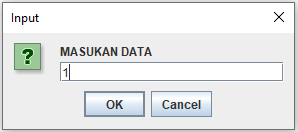 Input
MASUKAN DATA
1
OK Cancel